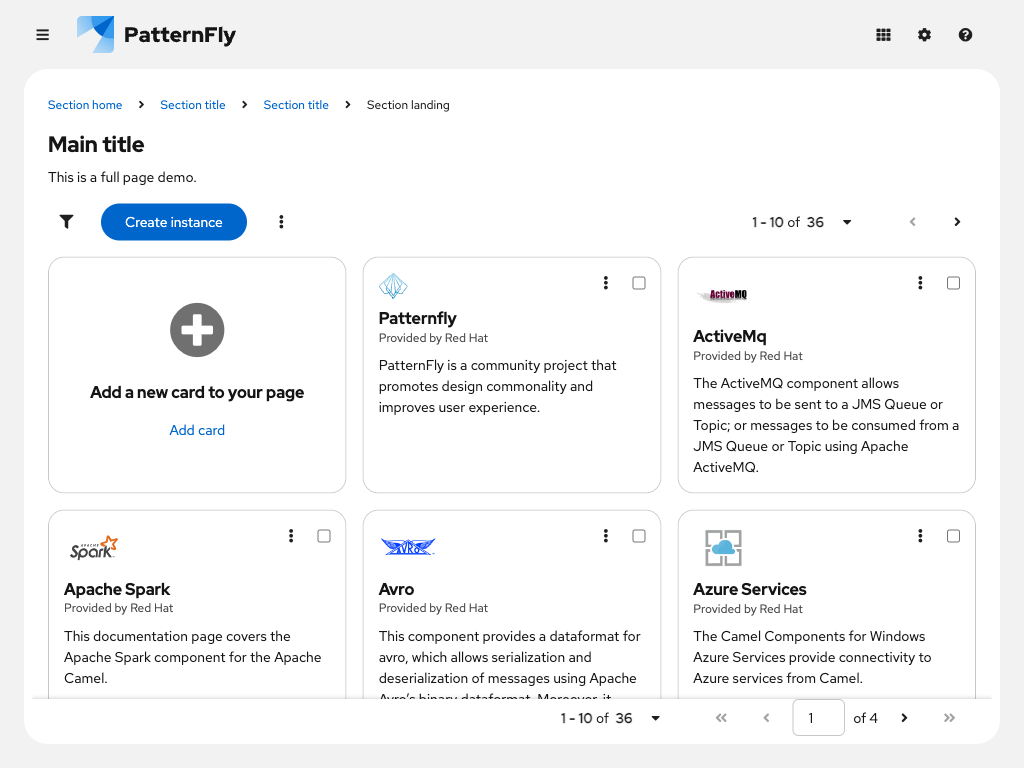 PatternFly
Section home
Section title
Section title
Section landing
Main title
This is a full page demo.
Create instance
1 - 10 of 36
Add a new card to your page
Add card
Patternfly
Provided by Red Hat
PatternFly is a community project that
promotes design commonality and
improves user experience.
ActiveMQ
ActiveMq
Provided by Red Hat
The ActiveMQ component allows
messages to be sent to a JMS Queue or
Topic; or messages to be consumed from a
JMS Queue or Topic using Apache
ActiveMQ.
APACHE
Spark
Apache Spark
Provided by Red Hat
This documentation page covers the
Apache Spark component for the Apache
Camel.
AVRO
Avro
Provided by Red Hat
This component provides a dataformat for
avro, which allows serialization and
deserialization of messages using Apache
Avro's binary dataformat. Moreover, it
Azure Services
Provided by Red Hat
The Camel Components for Windows
Azure Services provide connectivity to
Azure services from Camel.
1 - 10 of 36
1 of 4